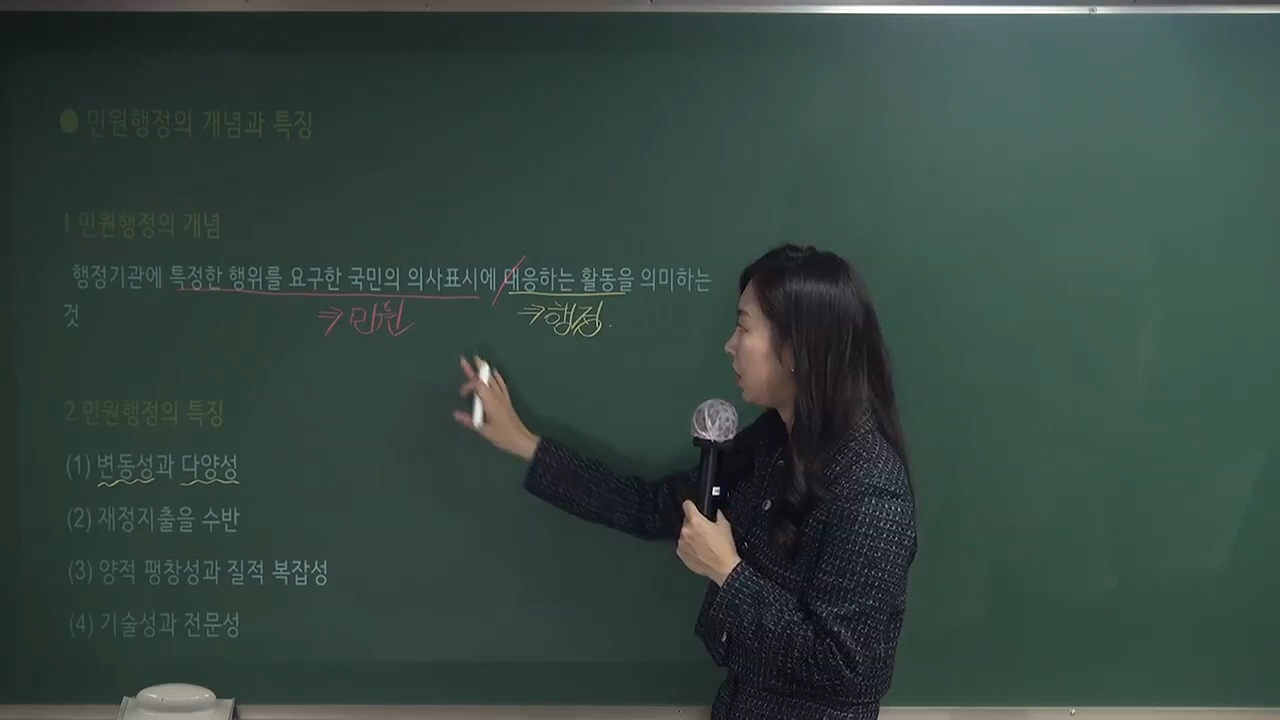 ● 민원행정의 개념과 특징
1 민원행정의 개념
행정기관에 특정한 행위를 요구한 국민의 의사표시에 대응하는 활동을 의미하는
것
⇒ 민원 ⇒ 행정.
2 민원행정의 특징
(1) 변동성과 다양성
(2) 재정지출을 수반
(3) 양적 팽창성과 질적 복잡성
(4) 기술성과 전문성